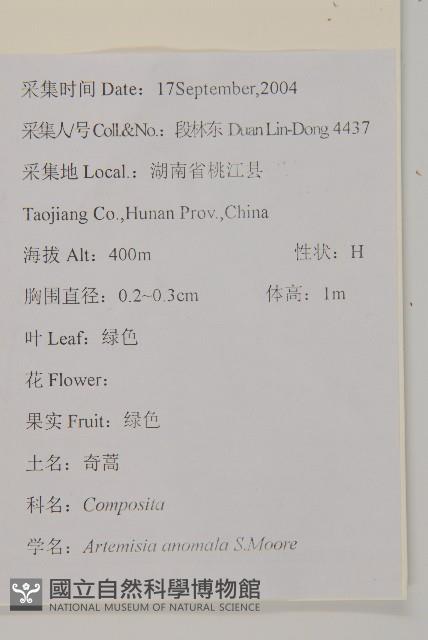 采集时间 Date：17September,2004
采集人/号 Coll.&No.：段林东 Duan Lin-Dong 4437
采集地 Local.：湖南省桃江县
Taojiang Co.,Hunan Prov.,China
海拔 Alt：400m 性状：H
胸围直径：0.2~0.3cm 体高：1m
叶 Leaf：绿色
花 Flower：
果实 Fruit：绿色
土名：奇蒿
科名：Composita
学名：Artemisia anomala S.Moore
國立自然科學博物館
NATIONAL MUSEUM OF NATURAL SCIENCE